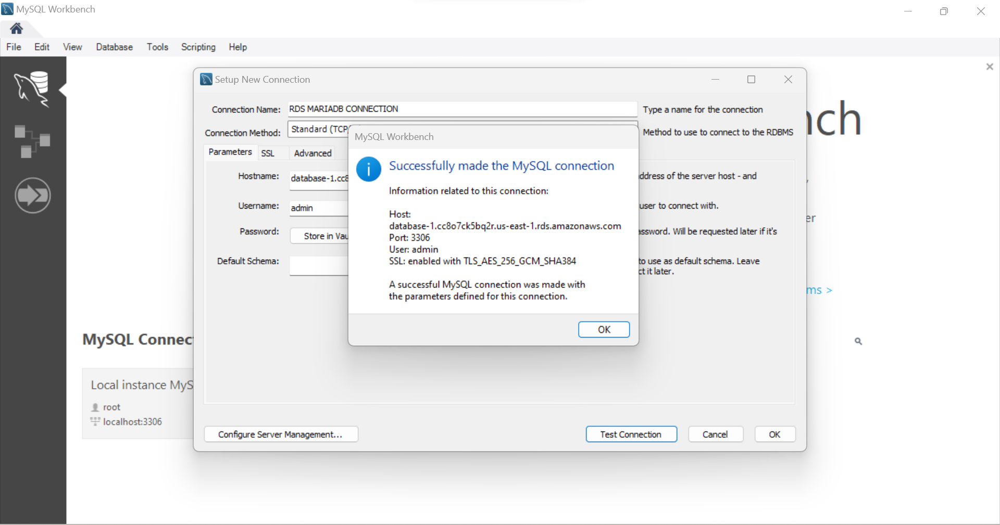 MySQL Workbench
File Edit View Database Tools Scripting Help
Setup New Connection
Connection Name: RDS MARIADB CONNECTION Type a name for the connection
Connection Method: Standard (TCP Method to use to connect to the RDBMS
Parameters SSL Advanced
Hostname: database-1.cc8 address of the server host - and
Username: admin user to connect with.
Password: Store in Vau assword. Will be requested later if it's
Default Schema: to use as default schema. Leave
ct it later.
MySQL Workbench
Successfully made the MySQL connection
Information related to this connection:
Host:
database-1.cc8o7ck5bq2r.us-east-1.rds.amazonaws.com
Port: 3306
User: admin
SSL: enabled with TLS_AES_256_GCM_SHA384
A successful MySQL connection was made with
the parameters defined for this connection.
OK
Configure Server Management... Test Connection Cancel OK
nch
er
ms >
MySQL Connect
Local instance MyS
root
localhost:3306